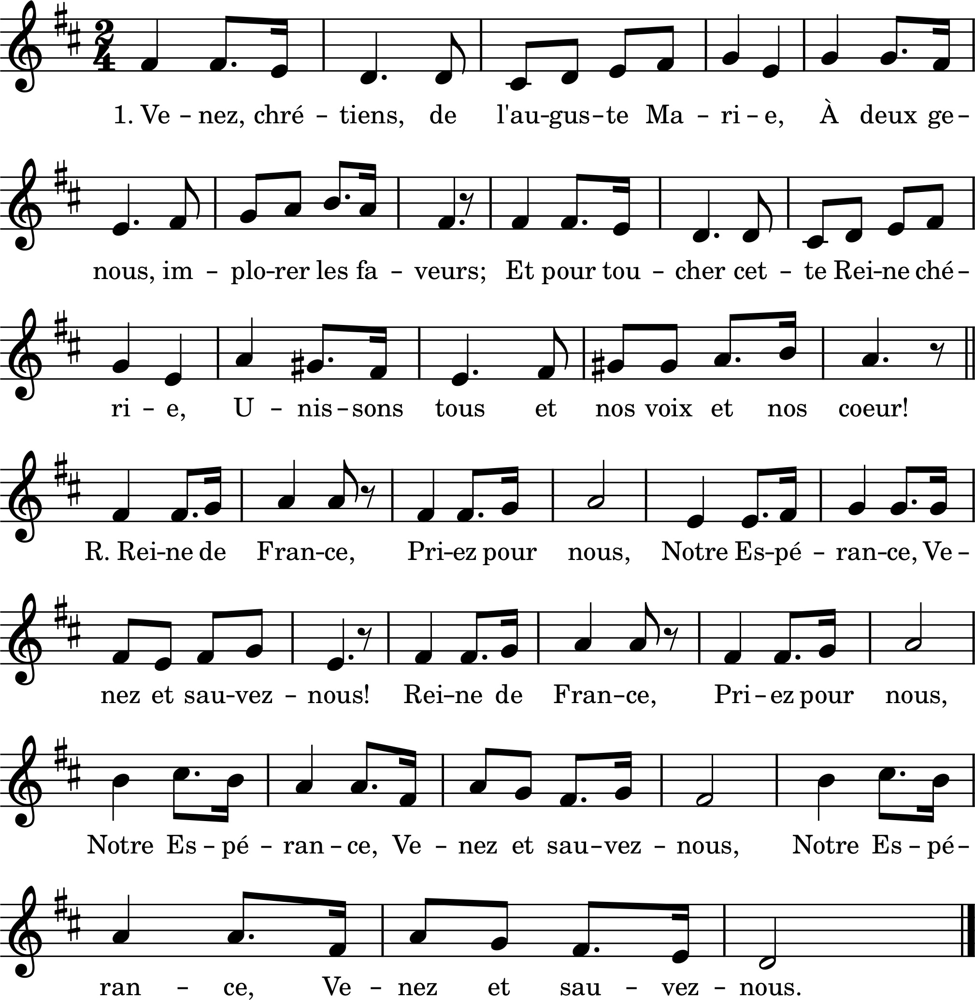 1. Ve – nez, chré – tiens, de l'au–gus–te Ma – ri – e, À deux ge–
nous, im – plo–rer les fa – veurs; Et pour tou – cher cet – te Rei–ne ché–
ri – e, U – nis–sons tous et nos voix et nos coeur!
R. Rei–ne de Fran–ce, Pri–ez pour nous, Notre Es–pé – ran–ce, Ve–
nez et sau–vez – nous! Rei–ne de Fran–ce, Pri–ez pour nous,
Notre Es – pé – ran – ce, Ve – nez et sau–vez – nous, Notre Es – pé–
ran – ce, Ve – nez et sau – vez – nous.